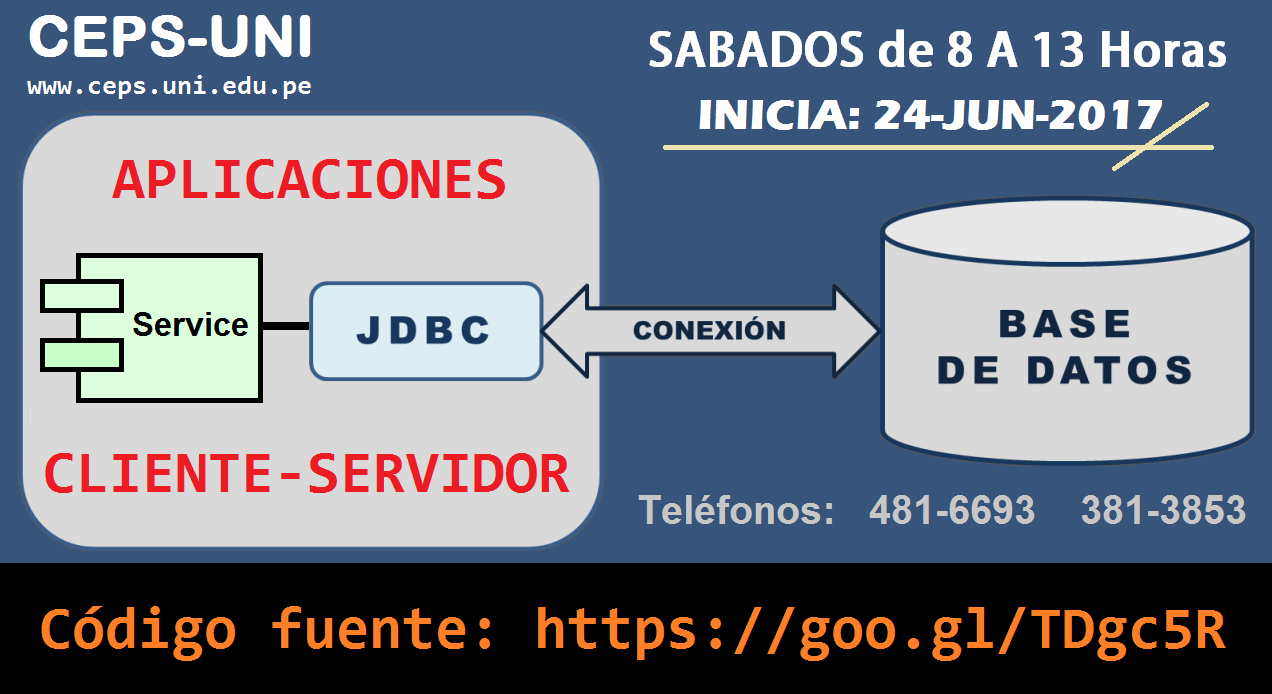 CEPS-UNI
www.ceps.uni.edu.pe
SABADOS de 8 A 13 Horas
INICIA: 24-JUN-2017
APLICACIONES
Service
JDBC
CONEXIÓN
BASE
DE DATOS
CLIENTE-SERVIDOR
Teléfonos: 481-6693 381-3853
Código fuente: https://goo.gl/TDgc5R